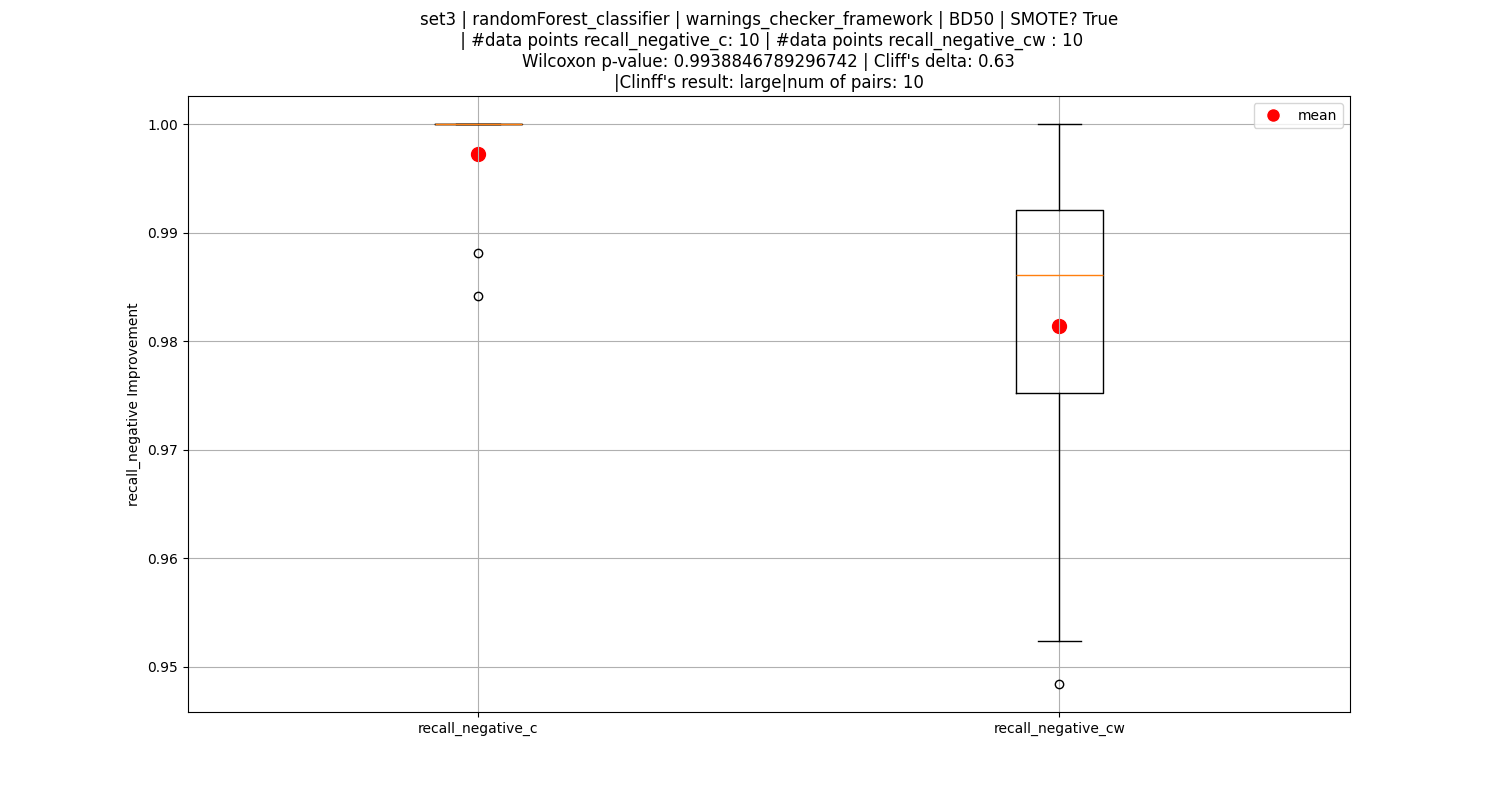 set3 | randomForest_classifier | warnings_checker_framework | BD50 | SMOTE? True
| #data points recall_negative_c: 10 | #data points recall_negative_cw : 10
Wilcoxon p-value: 0.9938846789296742 | Cliff's delta: 0.63
|Clinff's result: large|num of pairs: 10
mean
1.00
0.99
0.98
0.97
0.96
0.95
recall_negative Improvement
recall_negative_c
recall_negative_cw